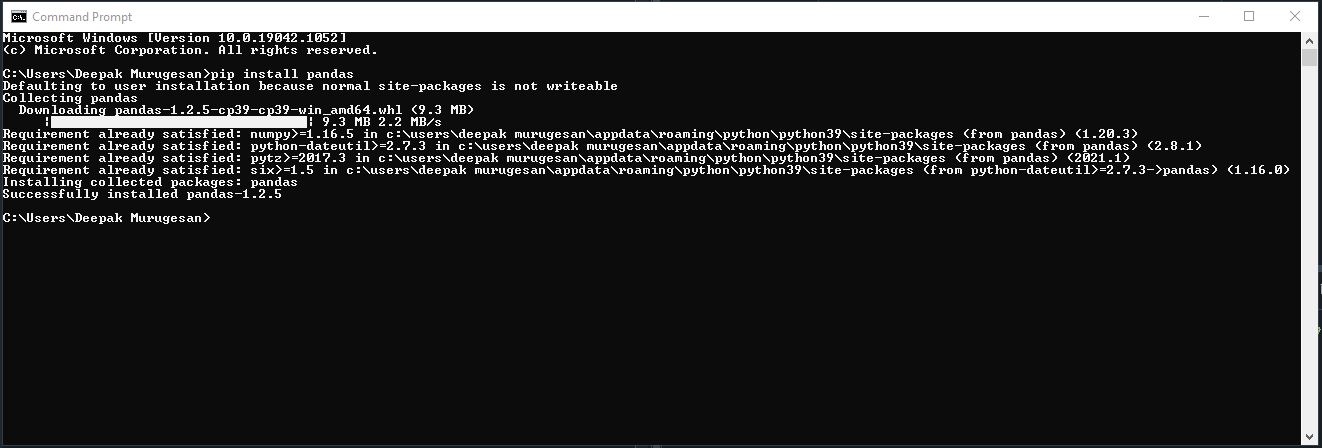 Command Prompt
Microsoft Windows [Version 10.0.19042.1052]
(c) Microsoft Corporation. All rights reserved.
C:\Users\Deepak Murugesan>pip install pandas
Defaulting to user installation because normal site-packages is not writeable
Collecting pandas
  Downloading pandas-1.2.5-cp39-cp39-win_amd64.whl (9.3 MB)
     |████████████████████████████████| 9.3 MB 2.2 MB/s
Requirement already satisfied: numpy>=1.16.5 in c:\users\deepak murugesan\appdata\roaming\python\python39\site-packages (from pandas) (1.20.3)
Requirement already satisfied: python-dateutil>=2.7.3 in c:\users\deepak murugesan\appdata\roaming\python\python39\site-packages (from pandas) (2.8.1)
Requirement already satisfied: pytz>=2017.3 in c:\users\deepak murugesan\appdata\roaming\python\python39\site-packages (from pandas) (2021.1)
Requirement already satisfied: six>=1.5 in c:\users\deepak murugesan\appdata\roaming\python\python39\site-packages (from python-dateutil>=2.7.3->pandas) (1.16.0)
Installing collected packages: pandas
Successfully installed pandas-1.2.5
C:\Users\Deepak Murugesan>